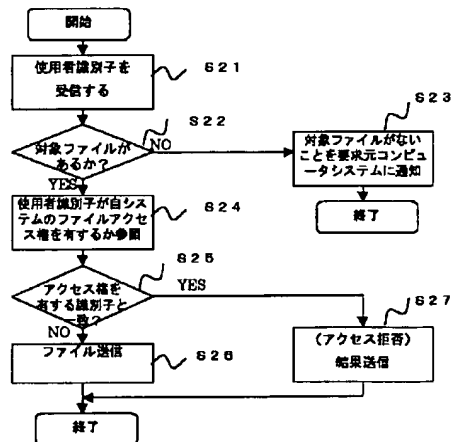 開始
使用者識別子を
受信する
S21
対象ファイルが
あるか?
S22
NO
YES
対象ファイルがない
ことを要求元コンピュ
ータシステムに通知
S23
終了
使用者識別子が自シ
ステムのファイルアクセ
ス権を有するか参照
S24
アクセス権を
有する識別子と
一致?
S25
YES
NO
ファイル送信
S26
(アクセス拒否)
結果送信
S27
終了